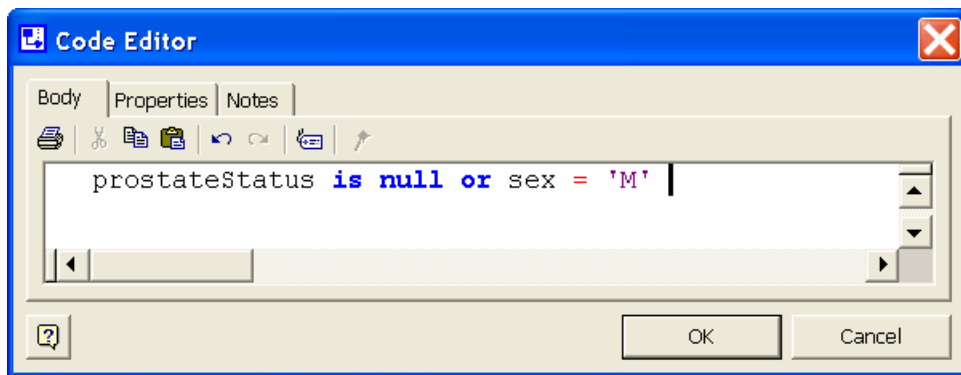 Code Editor
Body Properties Notes
prostateStatus is null or sex = 'M'
OK Cancel